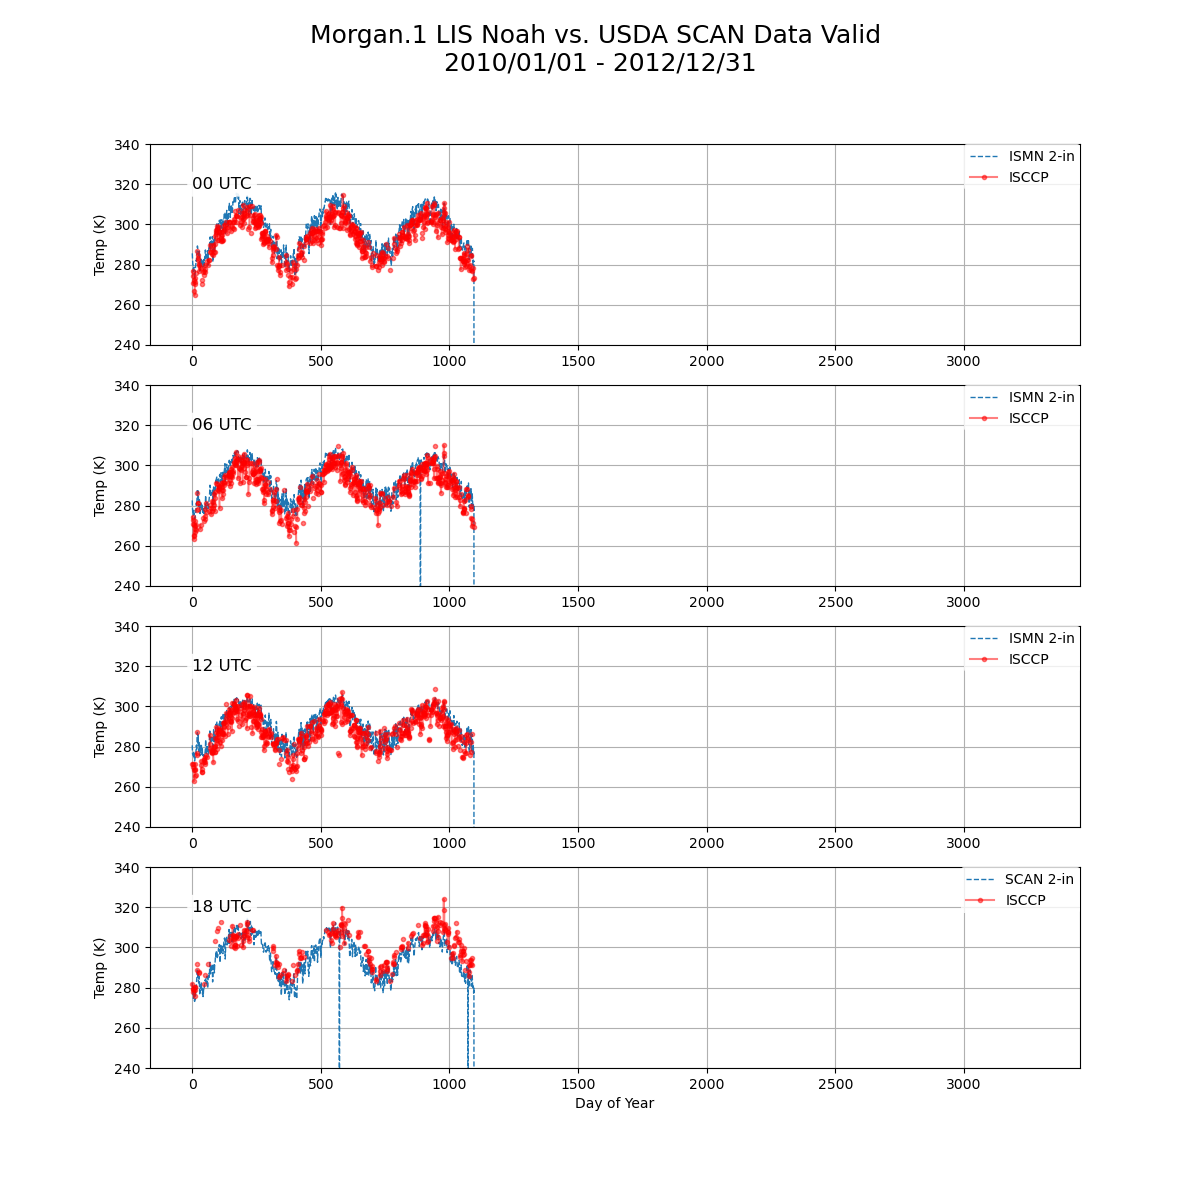 Morgan.1 LIS Noah vs. USDA SCAN Data Valid
2010/01/01 - 2012/12/31
340
320
300
280
260
240
Temp (K)
00 UTC
ISMN 2-in
ISCCP
0 500 1000 1500 2000 2500 3000
340
320
300
280
260
240
Temp (K)
06 UTC
ISMN 2-in
ISCCP
0 500 1000 1500 2000 2500 3000
340
320
300
280
260
240
Temp (K)
12 UTC
ISMN 2-in
ISCCP
0 500 1000 1500 2000 2500 3000
340
320
300
280
260
240
Temp (K)
18 UTC
SCAN 2-in
ISCCP
0 500 1000 1500 2000 2500 3000
Day of Year